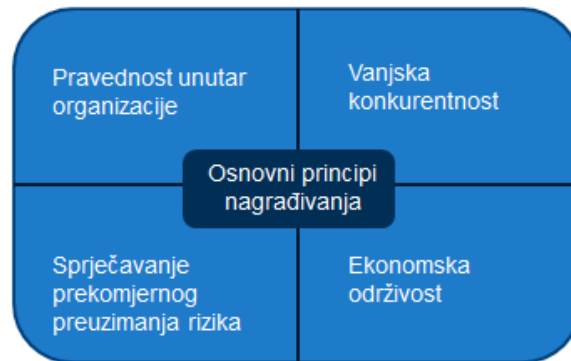 Pravednost unutar
organizacije
Vanjska
konkurentnost
Osnovni principi
nagrađivanja
Sprječavanje
prekomjernog
preuzimanja rizika
Ekonomska
održivost